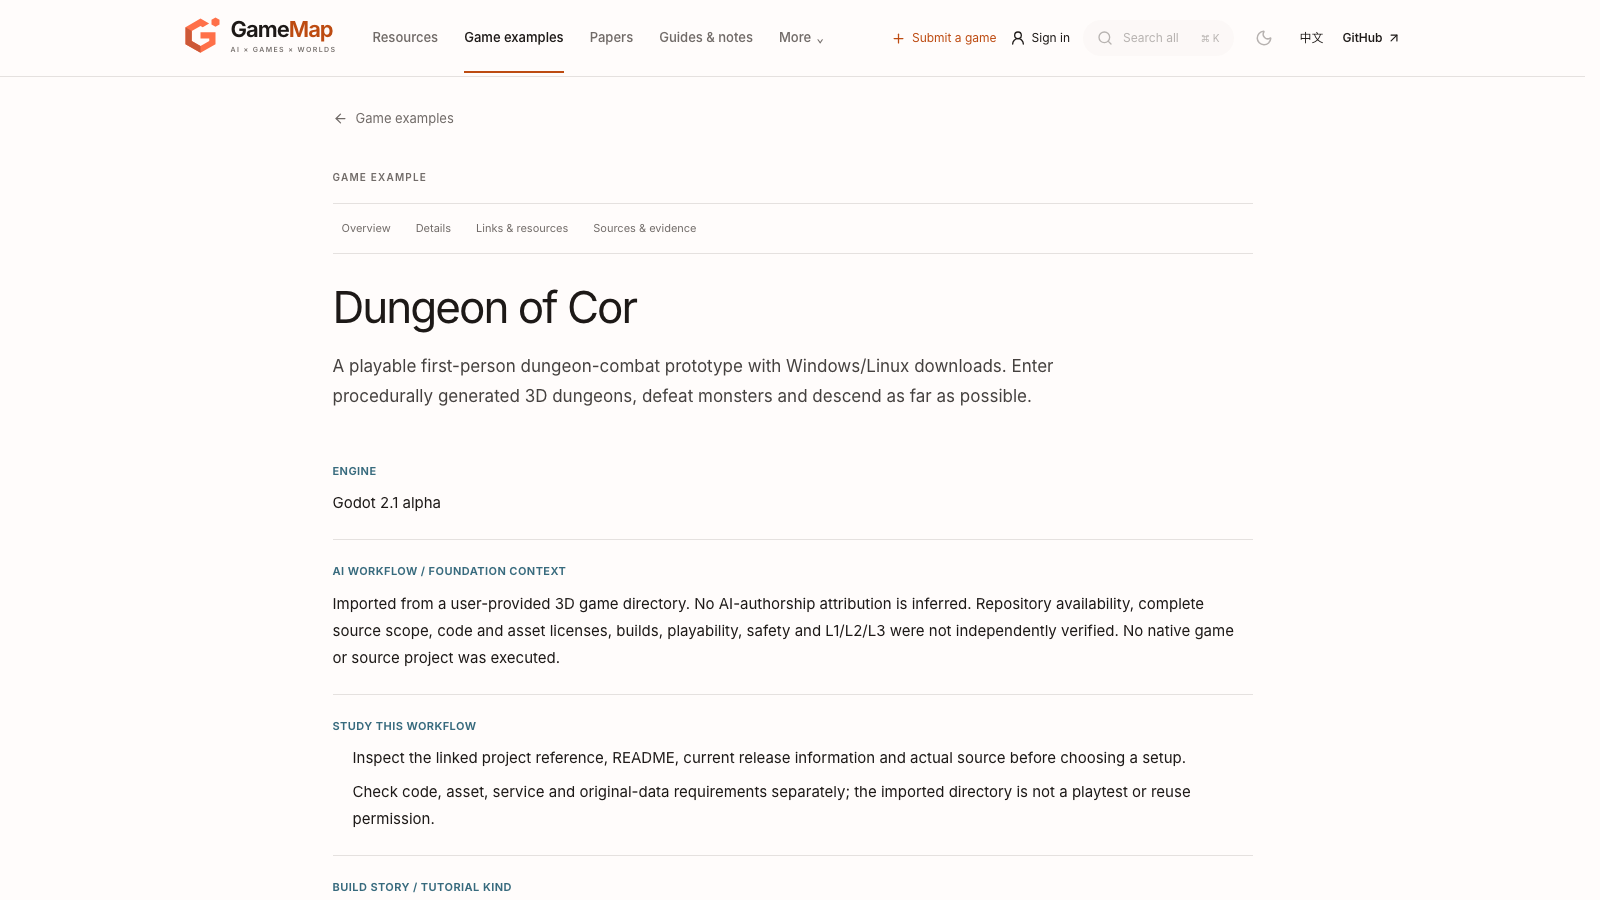 GameMap
AI × GAMES × WORLDS
Resources
Game examples
Papers
Guides & notes
More
Submit a game
Sign in
Search all
⌘ K
中文
GitHub
Game examples
GAME EXAMPLE
Overview
Details
Links & resources
Sources & evidence
Dungeon of Cor
A playable first-person dungeon-combat prototype with Windows/Linux downloads. Enter
procedurally generated 3D dungeons, defeat monsters and descend as far as possible.
ENGINE
Godot 2.1 alpha
AI WORKFLOW / FOUNDATION CONTEXT
Imported from a user-provided 3D game directory. No AI-authorship attribution is inferred. Repository availability, complete
source scope, code and asset licenses, builds, playability, safety and L1/L2/L3 were not independently verified. No native game
or source project was executed.
STUDY THIS WORKFLOW
Inspect the linked project reference, README, current release information and actual source before choosing a setup.
Check code, asset, service and original-data requirements separately; the imported directory is not a playtest or reuse
permission.
BUILD STORY / TUTORIAL KIND